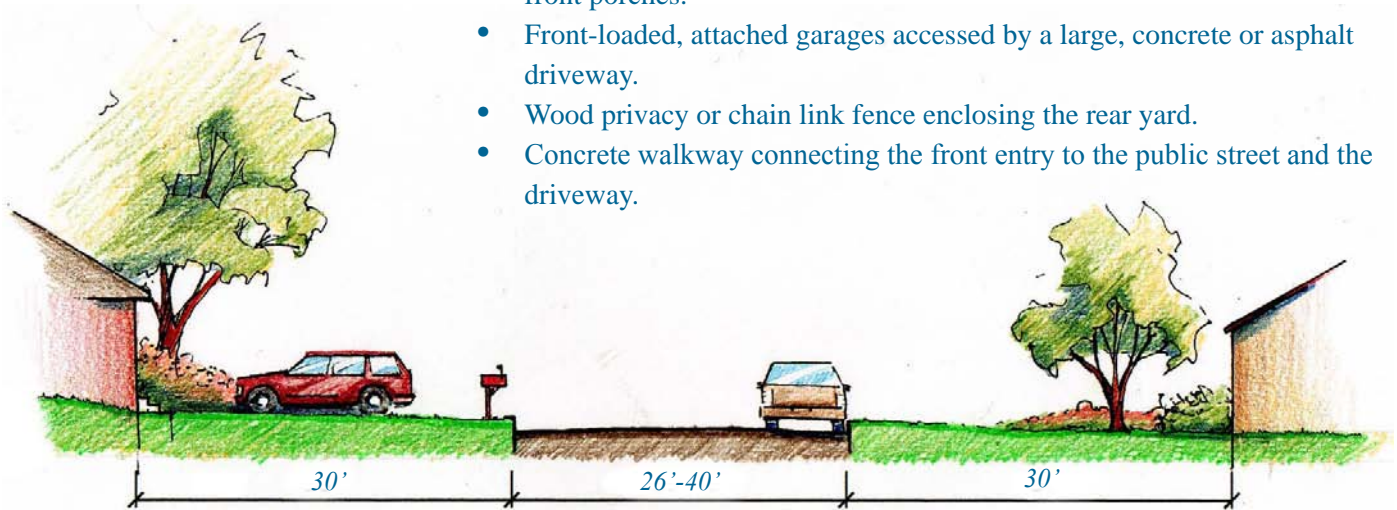 front porches.
• Front-loaded, attached garages accessed by a large, concrete or asphalt
driveway.
• Wood privacy or chain link fence enclosing the rear yard.
• Concrete walkway connecting the front entry to the public street and the
driveway.
30’
26’-40’
30’